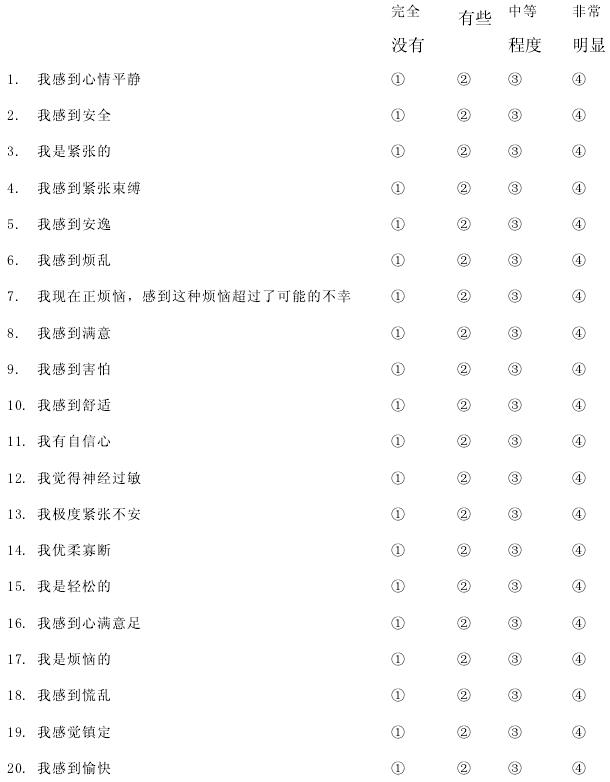 完全 有些 中等 非常
没有 程度 明显
1. 我感到心情平静 ① ② ③ ④
2. 我感到安全 ① ② ③ ④
3. 我是紧张的 ① ② ③ ④
4. 我感到紧张束缚 ① ② ③ ④
5. 我感到安逸 ① ② ③ ④
6. 我感到烦乱 ① ② ③ ④
7. 我现在正烦恼，感到这种烦恼超过了可能的不幸 ① ② ③ ④
8. 我感到满意 ① ② ③ ④
9. 我感到害怕 ① ② ③ ④
10. 我感到舒适 ① ② ③ ④
11. 我有自信心 ① ② ③ ④
12. 我觉得神经过敏 ① ② ③ ④
13. 我极度紧张不安 ① ② ③ ④
14. 我优柔寡断 ① ② ③ ④
15. 我是轻松的 ① ② ③ ④
16. 我感到心满意足 ① ② ③ ④
17. 我是烦恼的 ① ② ③ ④
18. 我感到慌乱 ① ② ③ ④
19. 我感觉镇定 ① ② ③ ④
20. 我感到愉快 ① ② ③ ④